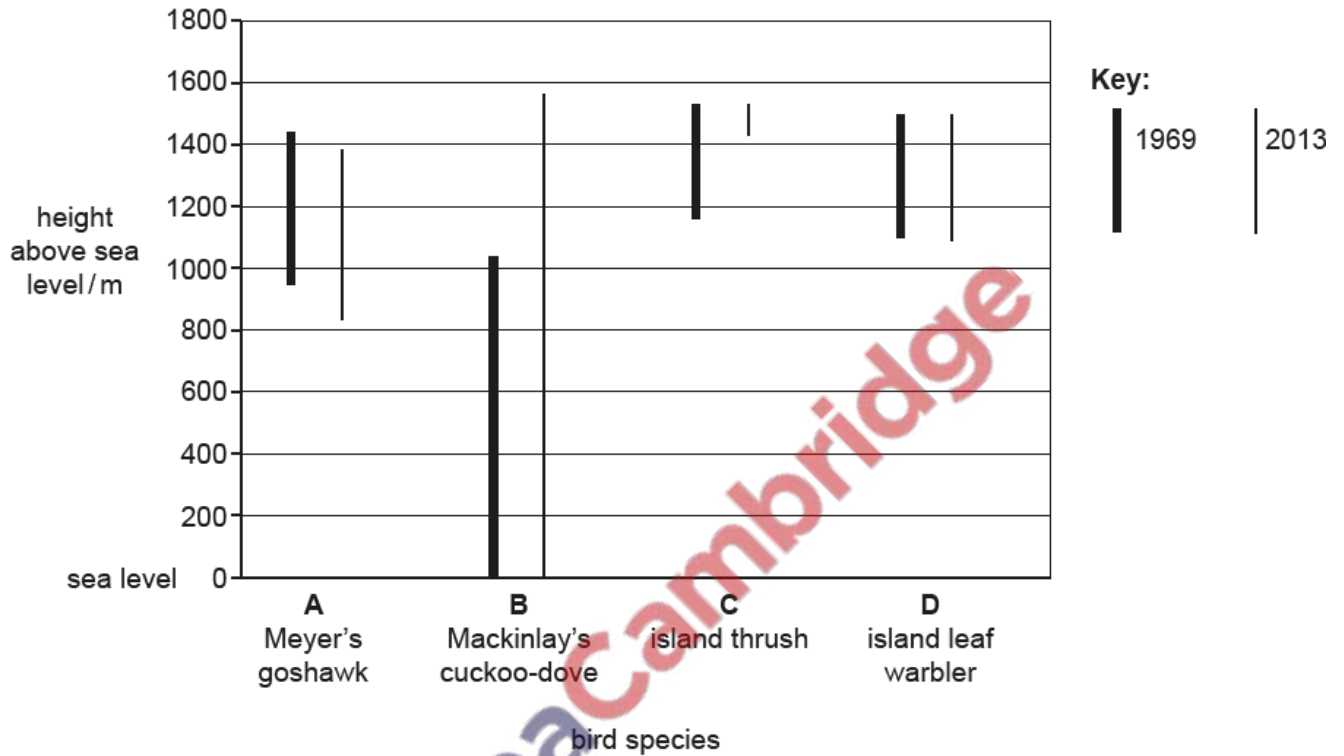 1800
1600
1400
1200
1000
800
600
400
200
sea level 0
height
above sea
level/m
Key:
1969
2013
A
Meyer's
goshawk
B
Mackinlay's
cuckoo-dove
C
island thrush
D
island leaf
warbler
bird species
aCambridge